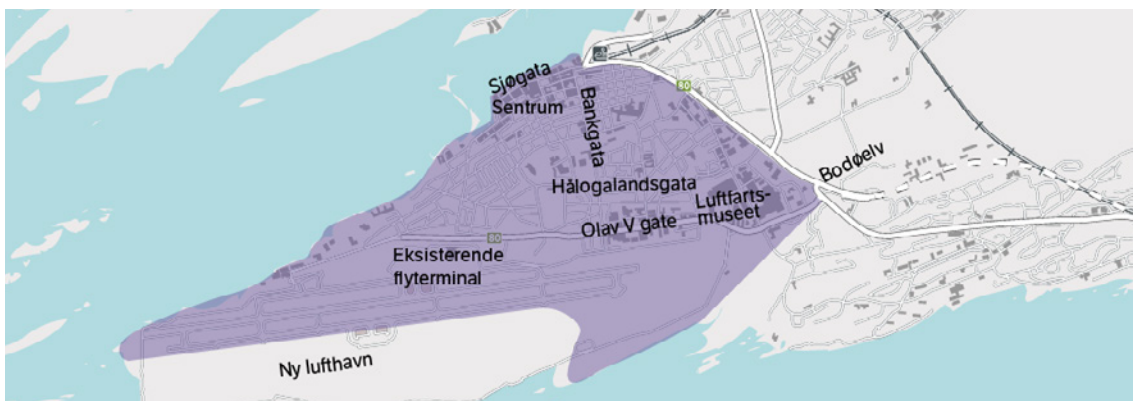 Sjøgata
Sentrum
Bankgata
80
Bodøelv
Hålogalandsgata
Luftfarts-
museet
Olav V gate
80
Eksisterende
flyterminal
Ny lufthavn